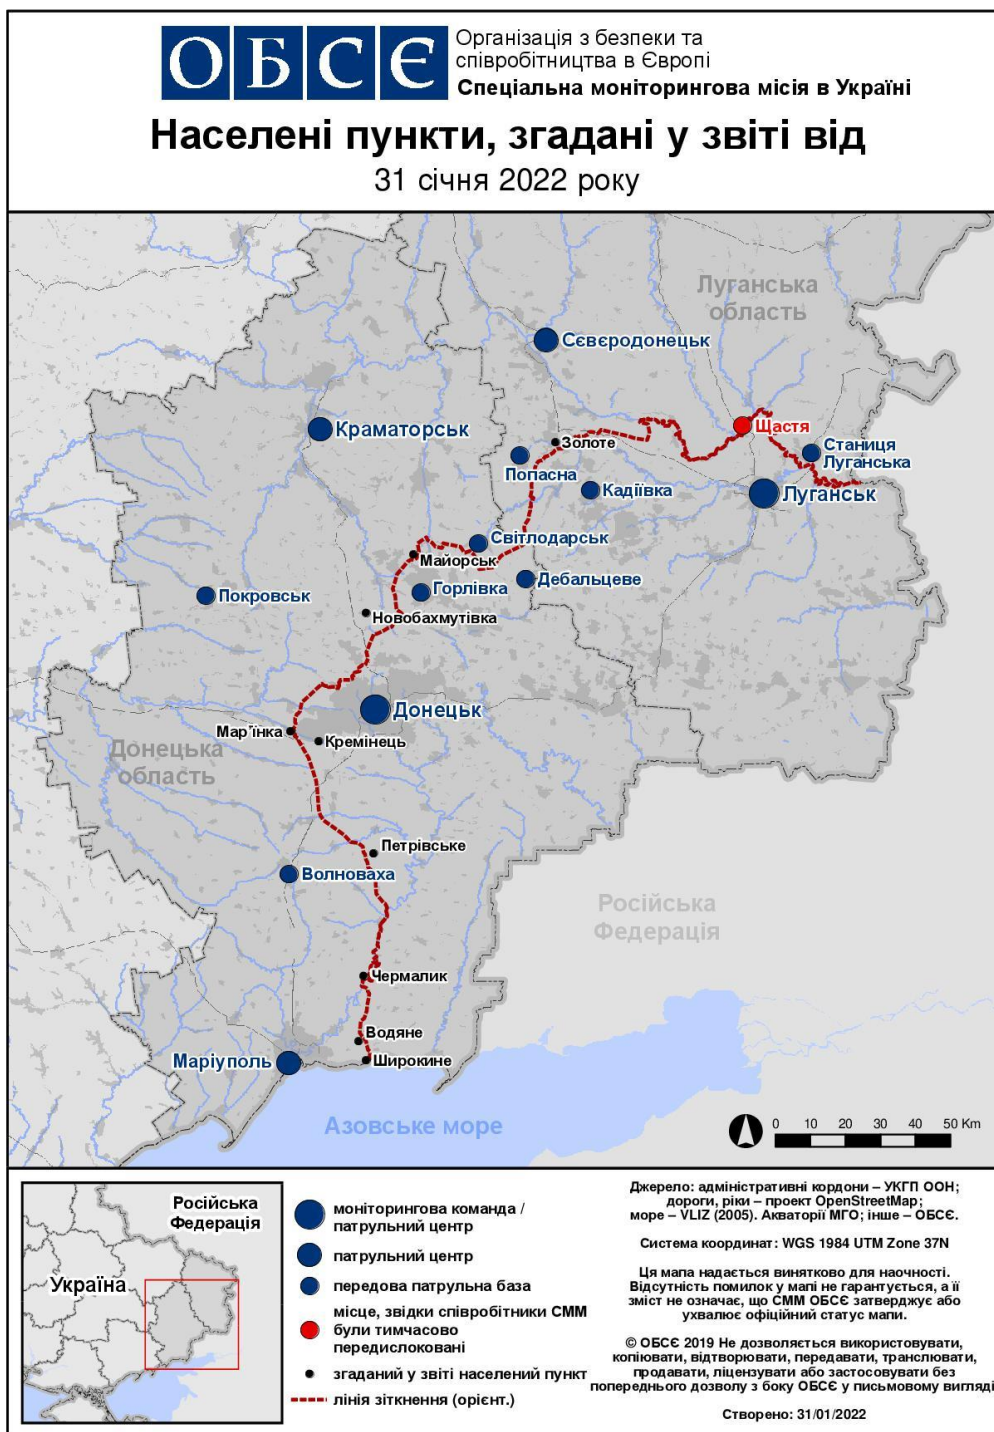 ОБСЄ
Організація з безпеки та
співробітництва в Європі
Спеціальна моніторингова місія в Україні
Населені пункти, згадані у звіті від
31 січня 2022 року
Луганська
область
Сєвєродонецьк
Краматорськ
Щастя
Золоте
Станиця
Луганська
Попасна
Кадіївка
Луганськ
Світлодарськ
Майорськ
Дебальцеве
Горлівка
Покровськ
Новобахмутівка
Донецьк
Мар'їнка
Кремінець
Донецька
область
Петрівське
Волноваха
Російська
Федерація
Чермалик
Водяне
Широкине
Маріуполь
Азовське море
0 10 20 30 40 50 Km
Російська
Федерація
Україна
моніторингова команда /
патрульний центр
патрульний центр
передова патрульна база
місце, звідки співробітники СММ
були тимчасово
передислоковані
згаданий у звіті населений пункт
лінія зіткнення (орієнт.)
Джерело: адміністративні кордони – УКГП ООН;
дороги, ріки – проект OpenStreetMap;
море – VLIZ (2005). Акваторії МГО; інше – ОБСЄ.
Система координат: WGS 1984 UTM Zone 37N
Ця мапа надається винятково для наочності.
Відсутність помилок у мапі не гарантується, а її
зміст не означає, що СММ ОБСЄ затверджує або
ухвалює офіційний статус мапи.
© ОБСЄ 2019 Не дозволяється використовувати,
копіювати, відтворювати, передавати, транслювати,
продавати, ліцензувати або застосовувати без
попереднього дозволу з боку ОБСЄ у письмовому вигляді
Створено: 31/01/2022